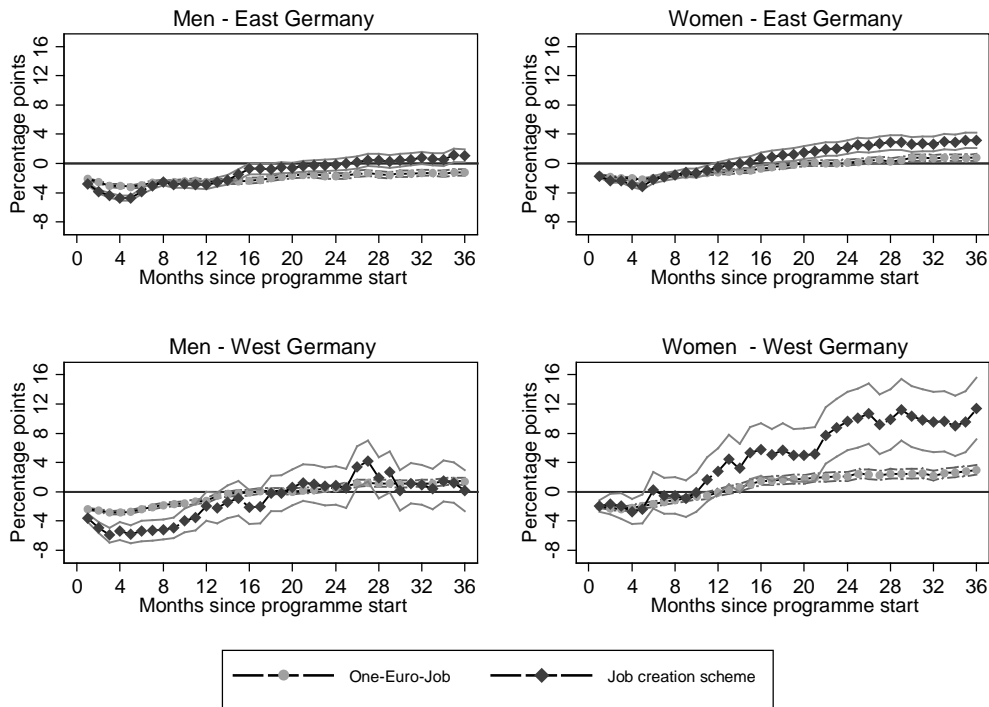 Men - East Germany
Women - East Germany
Percentage points
16
12
8
4
0
-4
-8
0 4 8 12 16 20 24 28 32 36
Months since programme start
Percentage points
16
12
8
4
0
-4
-8
0 4 8 12 16 20 24 28 32 36
Months since programme start
Men - West Germany
Women - West Germany
Percentage points
16
12
8
4
0
-4
-8
0 4 8 12 16 20 24 28 32 36
Months since programme start
Percentage points
16
12
8
4
0
-4
-8
0 4 8 12 16 20 24 28 32 36
Months since programme start
One-Euro-Job
Job creation scheme